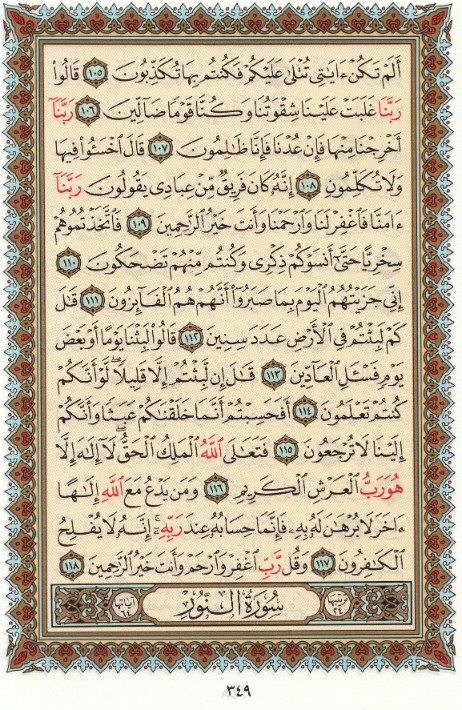 أَلَمْ تَكُنْ ءَايَٰتِى تُتْلَىٰ عَلَيْكُمْ فَكُنتُم بِهَا تُكَذِّبُونَ ١٠٥ قَالُوا۟
رَبَّنَا غَلَبَتْ عَلَيْنَا شِقْوَتُنَا وَكُنَّا قَوْمًا ضَآلِّينَ ١٠٦ رَبَّنَآ
أَخْرِجْنَا مِنْهَا فَإِنْ عُدْنَا فَإِنَّا ظَٰلِمُونَ ١٠٧ قَالَ ٱخْسَـُٔوا۟ فِيهَا
وَلَا تُكَلِّمُونِ ١٠٨ إِنَّهُۥ كَانَ فَرِيقٌ مِّنْ عِبَادِى يَقُولُونَ رَبَّنَآ
ءَامَنَّا فَٱغْفِرْ لَنَا وَٱرْحَمْنَا وَأَنتَ خَيْرُ ٱلرَّٰحِمِينَ ١٠٩ فَٱتَّخَذْتُمُوهُمْ
سِخْرِيًّا حَتَّىٰٓ أَنسَوْكُمْ ذِكْرِى وَكُنتُم مِّنْهُمْ تَضْحَكُونَ ١١٠
إِنِّى جَزَيْتُهُمُ ٱلْيَوْمَ بِمَا صَبَرُوٓا۟ أَنَّهُمْ هُمُ ٱلْفَآئِزُونَ ١١١ قَٰلَ
كَمْ لَبِثْتُمْ فِى ٱلْأَرْضِ عَدَدَ سِنِينَ ١١٢ قَالُوا۟ لَبِثْنَا يَوْمًا أَوْ بَعْضَ
يَوْمٍ فَسْـَٔلِ ٱلْعَآدِّينَ ١١٣ قَٰلَ إِن لَّبِثْتُمْ إِلَّا قَلِيلًا ۖ لَّوْ أَنَّكُمْ
كُنتُمْ تَعْلَمُونَ ١١٤ أَفَحَسِبْتُمْ أَنَّمَا خَلَقْنَٰكُمْ عَبَثًا وَأَنَّكُمْ
إِلَيْنَا لَا تُرْجَعُونَ ١١٥ فَتَعَٰلَى ٱللَّهُ ٱلْمَلِكُ ٱلْحَقُّ ۖ لَآ إِلَٰهَ إِلَّا
هُوَ رَبُّ ٱلْعَرْشِ ٱلْكَرِيمِ ١١٦ وَمَن يَدْعُ مَعَ ٱللَّهِ إِلَٰهًا
ءَاخَرَ لَا بُرْهَٰنَ لَهُۥ بِهِۦ فَإِنَّمَا حِسَابُهُۥ عِندَ رَبِّهِۦٓ ۚ إِنَّهُۥ لَا يُفْلِحُ
ٱلْكَٰفِرُونَ ١١٧ وَقُل رَّبِّ ٱغْفِرْ وَٱرْحَمْ وَأَنتَ خَيْرُ ٱلرَّٰحِمِينَ ١١٨
ترتيبها ٢٤ سُورَةُ النُّورِ آياتها ٦٤
٣٤٩